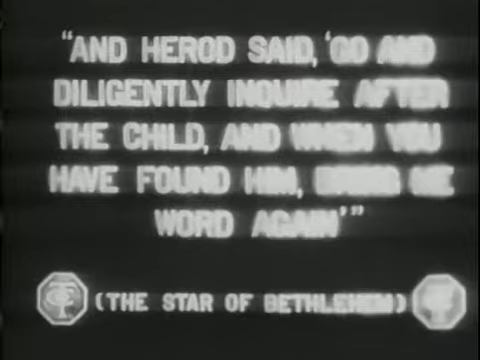 "AND HEROD SAID, 'GO AND
DILIGENTLY INQUIRE AFTER
THE CHILD, AND WHEN YOU
HAVE FOUND HIM, BRING ME
WORD AGAIN'"
(THE STAR OF BETHLEHEM)